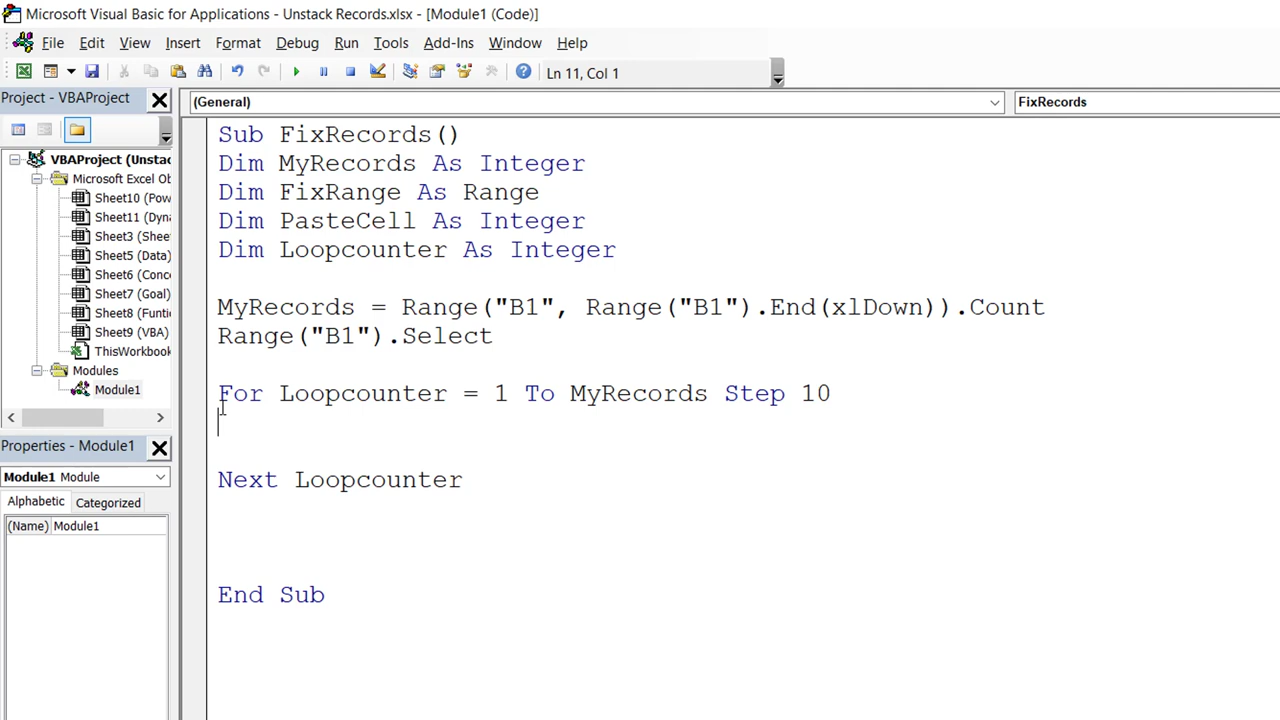 Microsoft Visual Basic for Applications - Unstack Records.xlsx - [Module1 (Code)]
File Edit View Insert Format Debug Run Tools Add-Ins Window Help
Ln 11, Col 1
Project - VBAProject
(General)
FixRecords
VBAProject (Unsta
Microsoft Excel Ob
Sheet10 (Pow
Sheet11 (Dyna
Sheet3 (Shee
Sheet5 (Data)
Sheet6 (Conc
Sheet7 (Goal)
Sheet8 (Funti
Sheet9 (VBA)
ThisWorkbook
Modules
Module1
Properties - Module1
Module1 Module
Alphabetic Categorized
(Name) Module1
Sub FixRecords()
Dim MyRecords As Integer
Dim FixRange As Range
Dim PasteCell As Integer
Dim Loopcounter As Integer
MyRecords = Range("B1", Range("B1").End(xlDown)).Count
Range("B1").Select
For Loopcounter = 1 To MyRecords Step 10
Next Loopcounter
End Sub